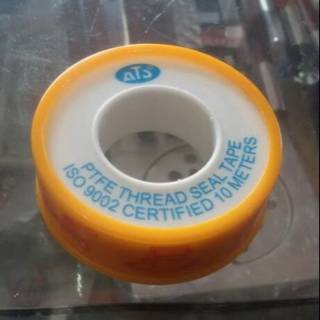 ATS
PTFE THREAD SEAL TAPE
ISO 9002 CERTIFIED 10 METERS